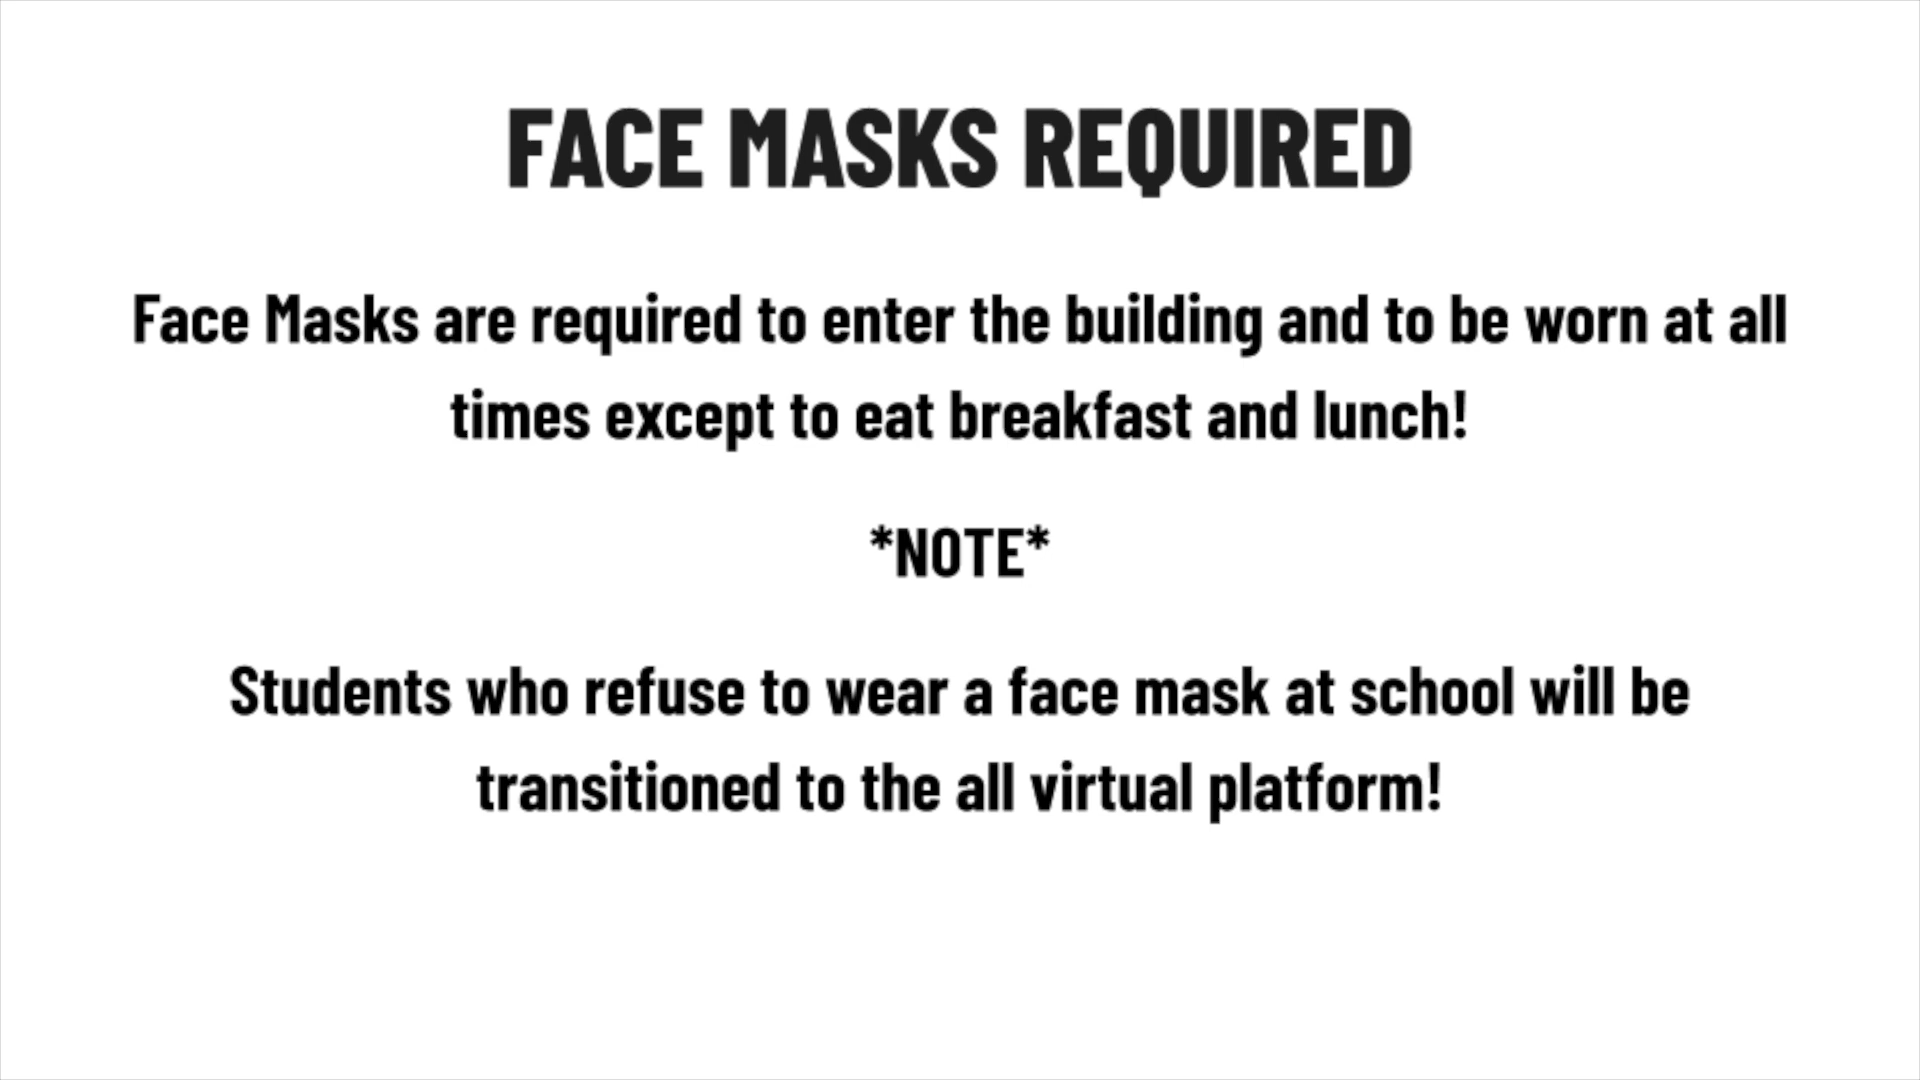 FACE MASKS REQUIRED
Face Masks are required to enter the building and to be worn at all
times except to eat breakfast and lunch!
*NOTE*
Students who refuse to wear a face mask at school will be
transitioned to the all virtual platform!